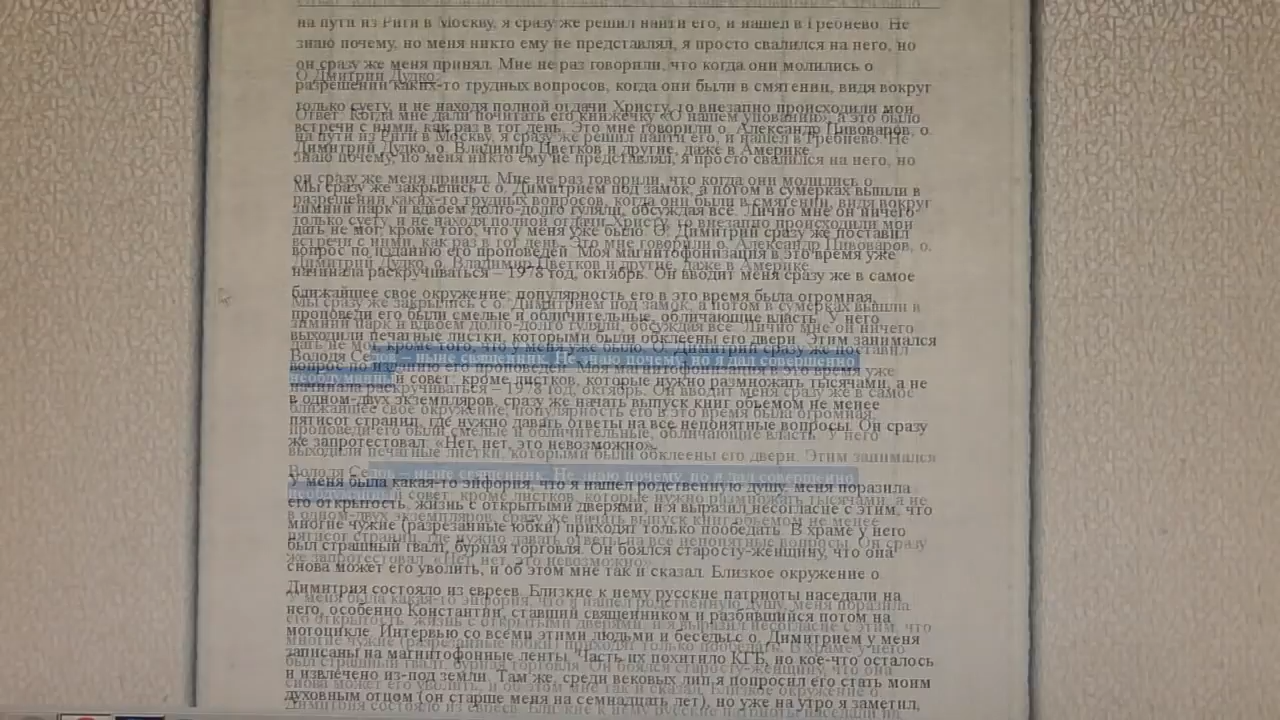 О Дмитрии Дудко:
Ответ: Когда мне дали почитать его книжечку «О нашем уповании», а это было
на пути из Риги в Москву, я сразу же решил найти его, и нашел в Гребнево. Не
знаю почему, но меня никто ему не представлял, я просто свалился на него, но
он сразу же меня принял. Мне не раз говорили, что когда они молились о
разрешении каких-то трудных вопросов, когда они были в смятении, видя вокруг
только суету, и не находя полной отдачи Христу, то внезапно происходили мои
встречи с ними, как раз в тот день. Это мне говорили о. Александр Пивоваров, о.
Димитрий Дудко, о. Владимир Цветков и другие, даже в Америке.
Мы сразу же закрылись с о. Димитрием под замок, а потом в сумерках вышли в
зимний парк и вдвоем долго-долго гуляли, обсуждая все. Лично мне он ничего
дать не мог, кроме того, что у меня уже было. О. Димитрий сразу же поставил
вопрос по изданию его проповедей. Моя магнитофонизация в это время уже
начинала раскручиваться – 1978 год, октябрь. Он вводит меня сразу же в самое
ближайшее свое окружение; популярность его в это время была огромная,
проповеди его были смелые и обличительные, обличающие власть. У него
выходили печатные листки, которыми были обклеены его двери. Этим занимался
Володя Седов – ныне священник. Не знаю почему, но я дал совершенно
необдуманный совет: кроме листков, которые нужно размножать тысячами, а не
в одном-двух экземпляров, сразу же начать выпуск книг объемом не менее
пятисот страниц, где нужно давать ответы на все непонятные вопросы. Он сразу
же запротестовал: «Нет, нет, это невозможно».
У меня была какая-то эйфория, что я нашел родственную душу, меня поразила
его открытость, жизнь с открытыми дверями, и я выразил несогласие с этим, что
многие чужие (разрезанные юбки) приходят только пообедать. В храме у него
был страшный гвалт, бурная торговля. Он боялся старосту-женщину, что она
снова может его уволить, и об этом мне так и сказал. Близкое окружение о.
Димитрия состояло из евреев. Близкие к нему русские патриоты наседали на
него, особенно Константин, ставший священником и разбившийся потом на
мотоцикле. Интервью со всеми этими людьми и беседы с о. Димитрием у меня
записаны на магнитофонные ленты. Часть их похитило КГБ, но кое-что осталось
и извлечено из-под земли. Там же, среди вековых лип, я попросил его стать моим
духовным отцом (он старше меня на семнадцать лет), но уже на утро я заметил,